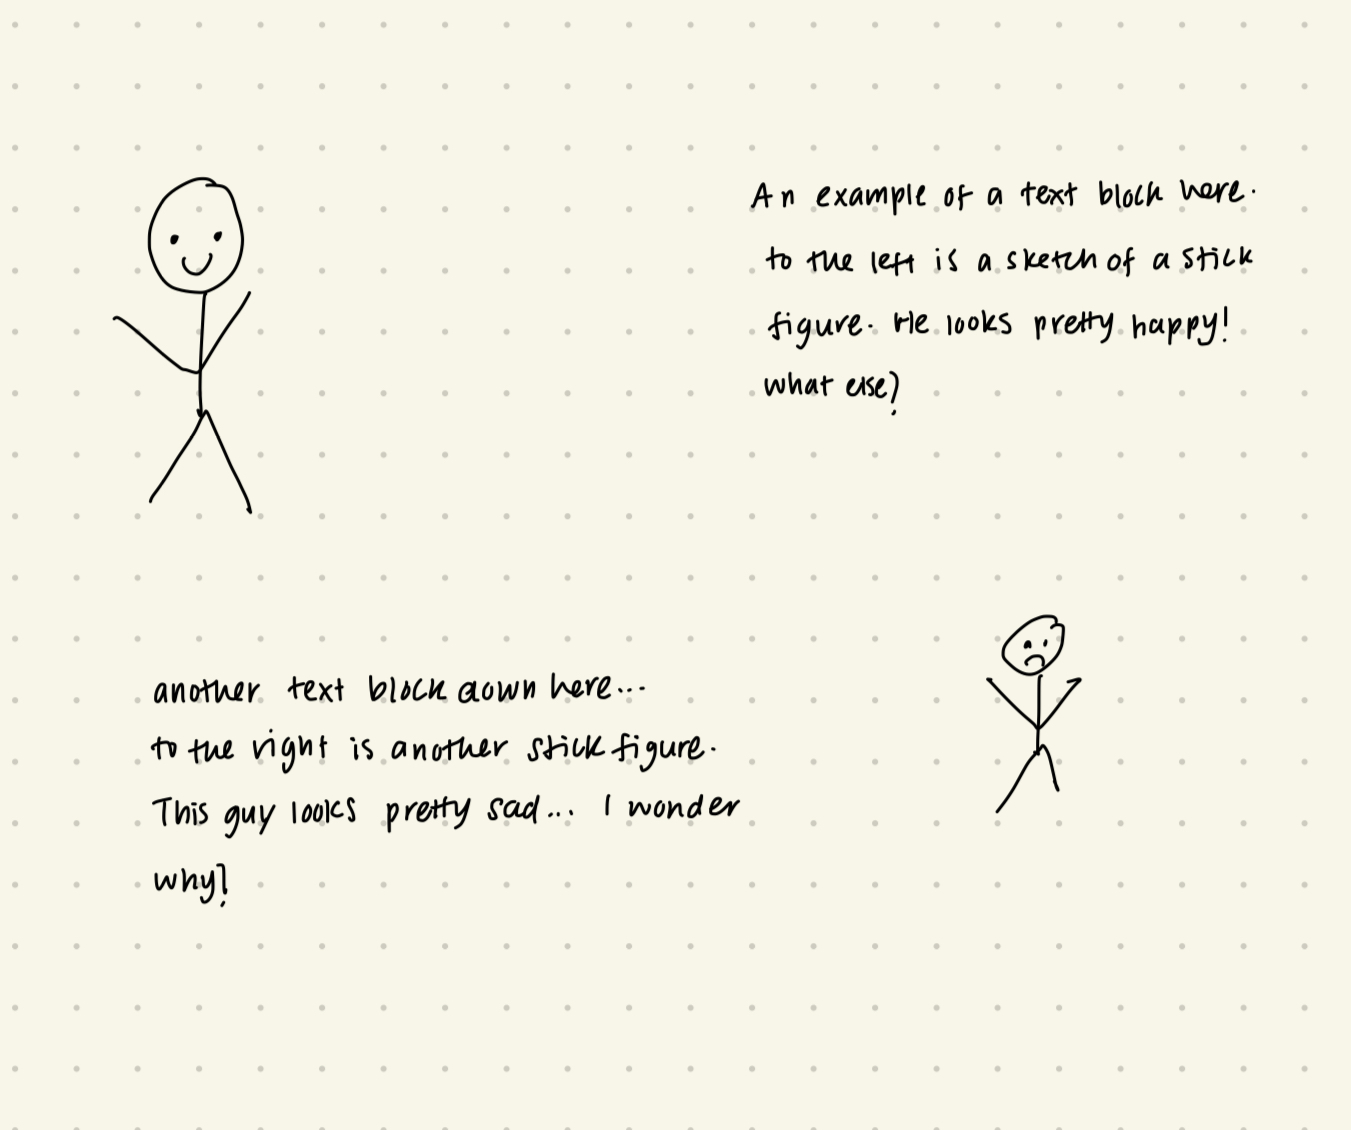 An example of a text block here.
to the left is a sketch of a stick
figure. He looks pretty happy!
what else?
another text block down here...
to the right is another stick figure.
This guy looks pretty sad... I wonder
why?